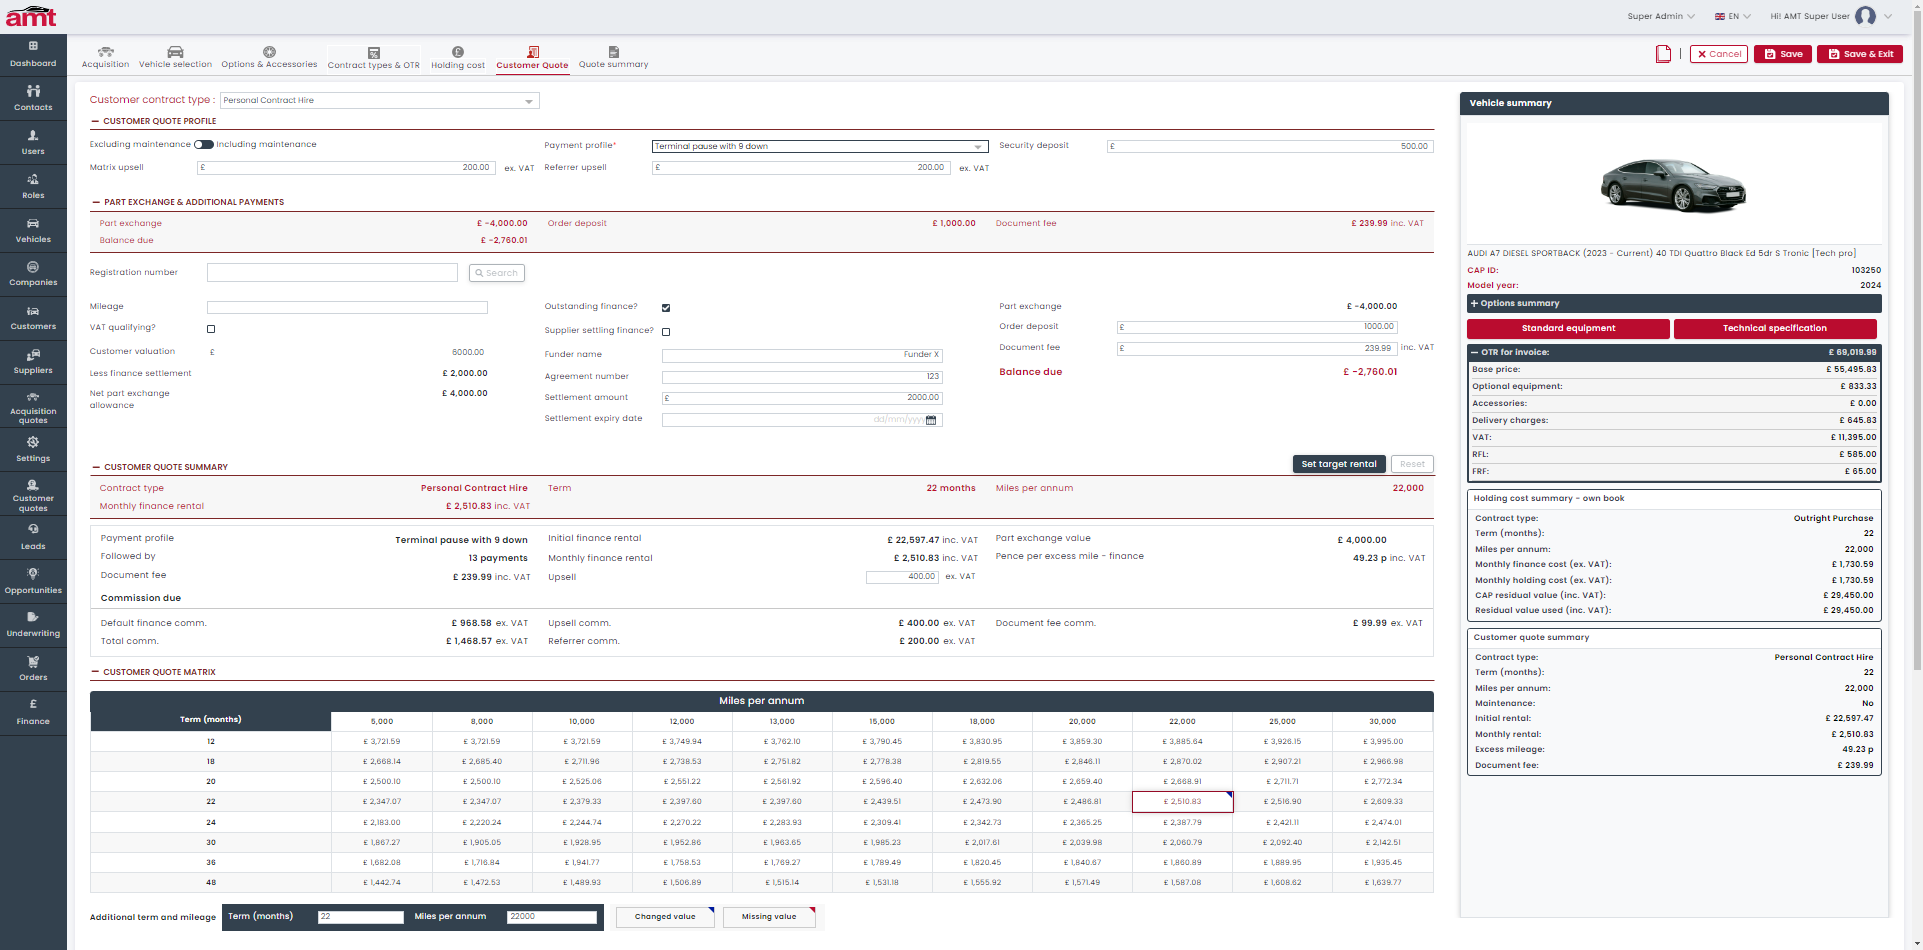 amt
Super Admin
EN
Hi! AMT Super User
Dashboard
Contacts
Users
Roles
Vehicles
Companies
Customers
Suppliers
Acquisition
quotes
Settings
Customer
quotes
Leads
Opportunities
Underwriting
Orders
Finance
Acquisition
Vehicle selection
Options & Accessories
Contract types & OTR
Holding cost
Customer Quote
Quote summary
Cancel
Save
Save & Exit
Customer contract type : Personal Contract Hire
CUSTOMER QUOTE PROFILE
Excluding maintenance Including maintenance
Payment profile* Terminal pause with 9 down
Security deposit £ 500.00
Matrix upsell £ 200.00 ex. VAT
Referrer upsell £ 200.00 ex. VAT
PART EXCHANGE & ADDITIONAL PAYMENTS
Part exchange £ -4,000.00 Order deposit £ 1,000.00 Document fee £ 239.99 inc. VAT
Balance due £ -2,760.01
Registration number Search
Mileage
VAT qualifying?
Customer valuation £ 6000.00
Less finance settlement £ 2,000.00
Net part exchange £ 4,000.00
allowance
Outstanding finance?
Supplier settling finance?
Funder name Funder X
Agreement number 123
Settlement amount £ 2000.00
Settlement expiry date dd/mm/yyyy
Part exchange £ -4,000.00
Order deposit £ 1000.00
Document fee £ 239.99 inc. VAT
Balance due £ -2,760.01
CUSTOMER QUOTE SUMMARY
Set target rental Reset
Contract type Personal Contract Hire Term 22 months Miles per annum 22,000
Monthly finance rental £ 2,510.83 inc. VAT
Payment profile Terminal pause with 9 down Initial finance rental £ 22,597.47 inc. VAT Part exchange value £ 4,000.00
Followed by 13 payments Monthly finance rental £ 2,510.83 inc. VAT Pence per excess mile - finance 49.23 p inc. VAT
Document fee £ 239.99 inc. VAT Upsell 400.00 ex. VAT
Commission due
Default finance comm. £ 968.58 ex. VAT Upsell comm. £ 400.00 ex. VAT Document fee comm. £ 99.99 ex. VAT
Total comm. £ 1,468.57 ex. VAT Referrer comm. £ 200.00 ex. VAT
CUSTOMER QUOTE MATRIX
Miles per annum
Term (months) 5,000 8,000 10,000 12,000 13,000 15,000 18,000 20,000 22,000 25,000 30,000
12 £ 3,721.59 £ 3,721.59 £ 3,721.59 £ 3,749.94 £ 3,762.10 £ 3,790.45 £ 3,830.95 £ 3,859.30 £ 3,885.64 £ 3,926.15 £ 3,995.00
18 £ 2,668.14 £ 2,685.40 £ 2,711.96 £ 2,738.53 £ 2,751.82 £ 2,778.38 £ 2,819.55 £ 2,846.11 £ 2,870.02 £ 2,907.21 £ 2,966.98
20 £ 2,500.10 £ 2,500.10 £ 2,525.06 £ 2,551.22 £ 2,561.92 £ 2,596.40 £ 2,632.06 £ 2,659.40 £ 2,668.91 £ 2,711.71 £ 2,772.34
22 £ 2,347.07 £ 2,347.07 £ 2,379.33 £ 2,397.60 £ 2,397.60 £ 2,439.51 £ 2,473.90 £ 2,486.81 £ 2,510.83 £ 2,516.90 £ 2,609.33
24 £ 2,183.00 £ 2,220.24 £ 2,244.74 £ 2,270.22 £ 2,283.93 £ 2,309.41 £ 2,342.73 £ 2,365.25 £ 2,387.79 £ 2,421.11 £ 2,474.01
30 £ 1,867.27 £ 1,905.05 £ 1,928.95 £ 1,952.86 £ 1,963.65 £ 1,985.23 £ 2,017.61 £ 2,039.98 £ 2,060.79 £ 2,092.40 £ 2,142.51
36 £ 1,682.08 £ 1,716.84 £ 1,941.77 £ 1,758.53 £ 1,769.27 £ 1,789.49 £ 1,820.45 £ 1,840.67 £ 1,860.89 £ 1,889.95 £ 1,935.45
48 £ 1,442.74 £ 1,472.53 £ 1,489.93 £ 1,506.89 £ 1,515.14 £ 1,531.18 £ 1,555.92 £ 1,571.49 £ 1,587.08 £ 1,608.62 £ 1,639.77
Additional term and mileage Term (months) 22 Miles per annum 22000 Changed value Missing value
Vehicle summary
AUDI A7 DIESEL SPORTBACK (2023 - Current) 40 TDI Quattro Black Ed 5dr S Tronic [Tech pro]
CAP ID: 103250
Model year: 2024
Options summary
Standard equipment Technical specification
OTR for invoice: £ 69,019.99
Base price: £ 55,495.83
Optional equipment: £ 833.33
Accessories: £ 0.00
Delivery charges: £ 645.83
VAT: £ 11,395.00
RFL: £ 585.00
FRF: £ 65.00
Holding cost summary - own book
Contract type: Outright Purchase
Term (months): 22
Miles per annum: 22,000
Monthly finance cost (ex. VAT): £ 1,730.59
Monthly holding cost (ex. VAT): £ 1,730.59
CAP residual value (inc. VAT): £ 29,450.00
Residual value used (inc. VAT): £ 29,450.00
Customer quote summary
Contract type: Personal Contract Hire
Term (months): 22
Miles per annum: 22,000
Maintenance: No
Initial rental: £ 22,597.47
Monthly rental: £ 2,510.83
Excess mileage: 49.23 p
Document fee: £ 239.99